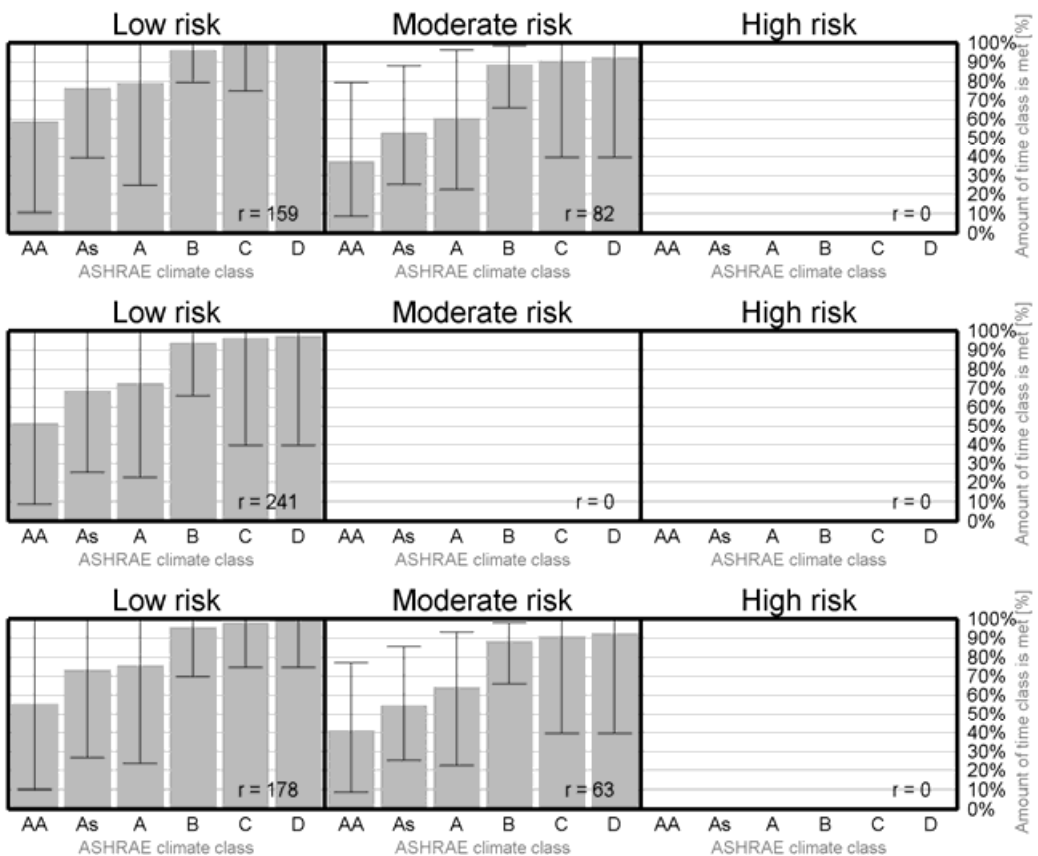 Low risk Moderate risk High risk
100%
90%
80%
70%
60%
50%
40%
30%
20%
10%
0%
Amount of time class is met [%]
r = 159 r = 82 r = 0
AA As A B C D AA As A B C D AA As A B C D
ASHRAE climate class ASHRAE climate class ASHRAE climate class
Low risk Moderate risk High risk
100%
90%
80%
70%
60%
50%
40%
30%
20%
10%
0%
Amount of time class is met [%]
r = 241 r = 0 r = 0
AA As A B C D AA As A B C D AA As A B C D
ASHRAE climate class ASHRAE climate class ASHRAE climate class
Low risk Moderate risk High risk
100%
90%
80%
70%
60%
50%
40%
30%
20%
10%
0%
Amount of time class is met [%]
r = 178 r = 63 r = 0
AA As A B C D AA As A B C D AA As A B C D
ASHRAE climate class ASHRAE climate class ASHRAE climate class